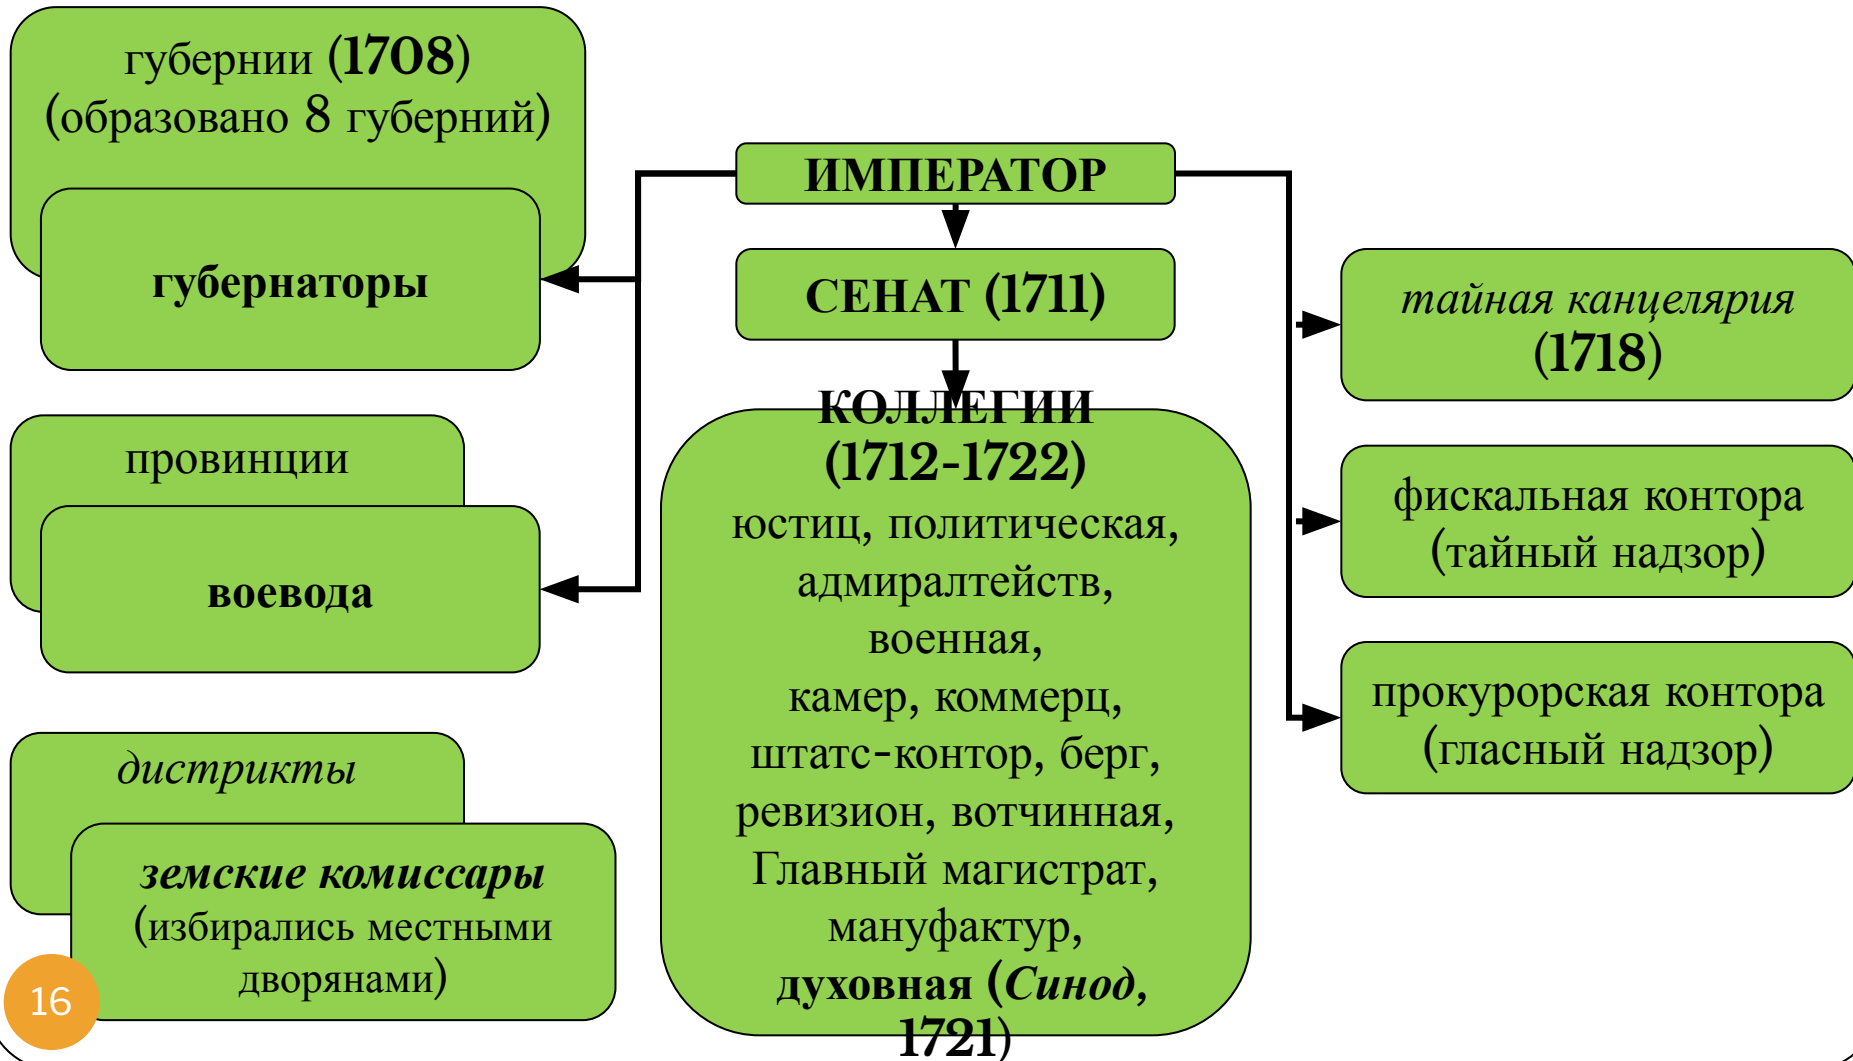 губернии (1708)
(образовано 8 губерний)
губернаторы
провинции
воевода
дистрикты
земские комиссары
(избирались местными
дворянами)
16
ИМПЕРАТОР
СЕНАТ (1711)
КОЛЛЕГИИ
(1712-1722)
юстиц, политическая,
адмиралтейств,
военная,
камер, коммерц,
штатс-контор, берг,
ревизион, вотчинная,
Главный магистрат,
мануфактур,
духовная (Синод,
1721)
тайная канцелярия
(1718)
фискальная контора
(тайный надзор)
прокурорская контора
(гласный надзор)